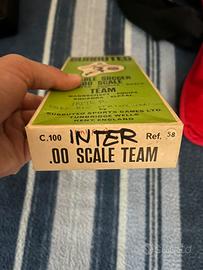 SUBBUTEO
TABLE SOCCER
.00 SCALE
TEAM
INTER
SUBBUTEO SPORTS GAMES LTD.
TUNBRIDGE WELLS
KENT, ENGLAND
C.100 INTER Ref. 58
.00 SCALE TEAM